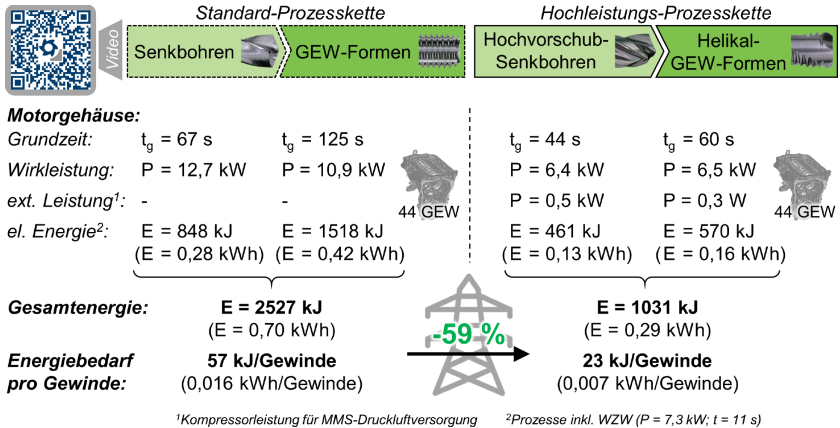 Standard-Prozesskette Hochleistungs-Prozesskette
Video
Senkbohren GEW-Formen Hochvorschub-Senkbohren Helikal-GEW-Formen
Motorgehäuse:
Grundzeit: t_g = 67 s t_g = 125 s t_g = 44 s t_g = 60 s
Wirkleistung: P = 12,7 kW P = 10,9 kW P = 6,4 kW P = 6,5 kW
ext. Leistung¹: - - P = 0,5 kW P = 0,3 W
44 GEW 44 GEW
el. Energie²: E = 848 kJ E = 1518 kJ E = 461 kJ E = 570 kJ
(E = 0,28 kWh) (E = 0,42 kWh) (E = 0,13 kWh) (E = 0,16 kWh)
Gesamtenergie: E = 2527 kJ E = 1031 kJ
(E = 0,70 kWh) (E = 0,29 kWh)
-59 %
Energiebedarf 57 kJ/Gewinde 23 kJ/Gewinde
pro Gewinde: (0,016 kWh/Gewinde) (0,007 kWh/Gewinde)
¹Kompressorleistung für MMS-Druckluftversorgung ²Prozesse inkl. WZW (P = 7,3 kW; t = 11 s)